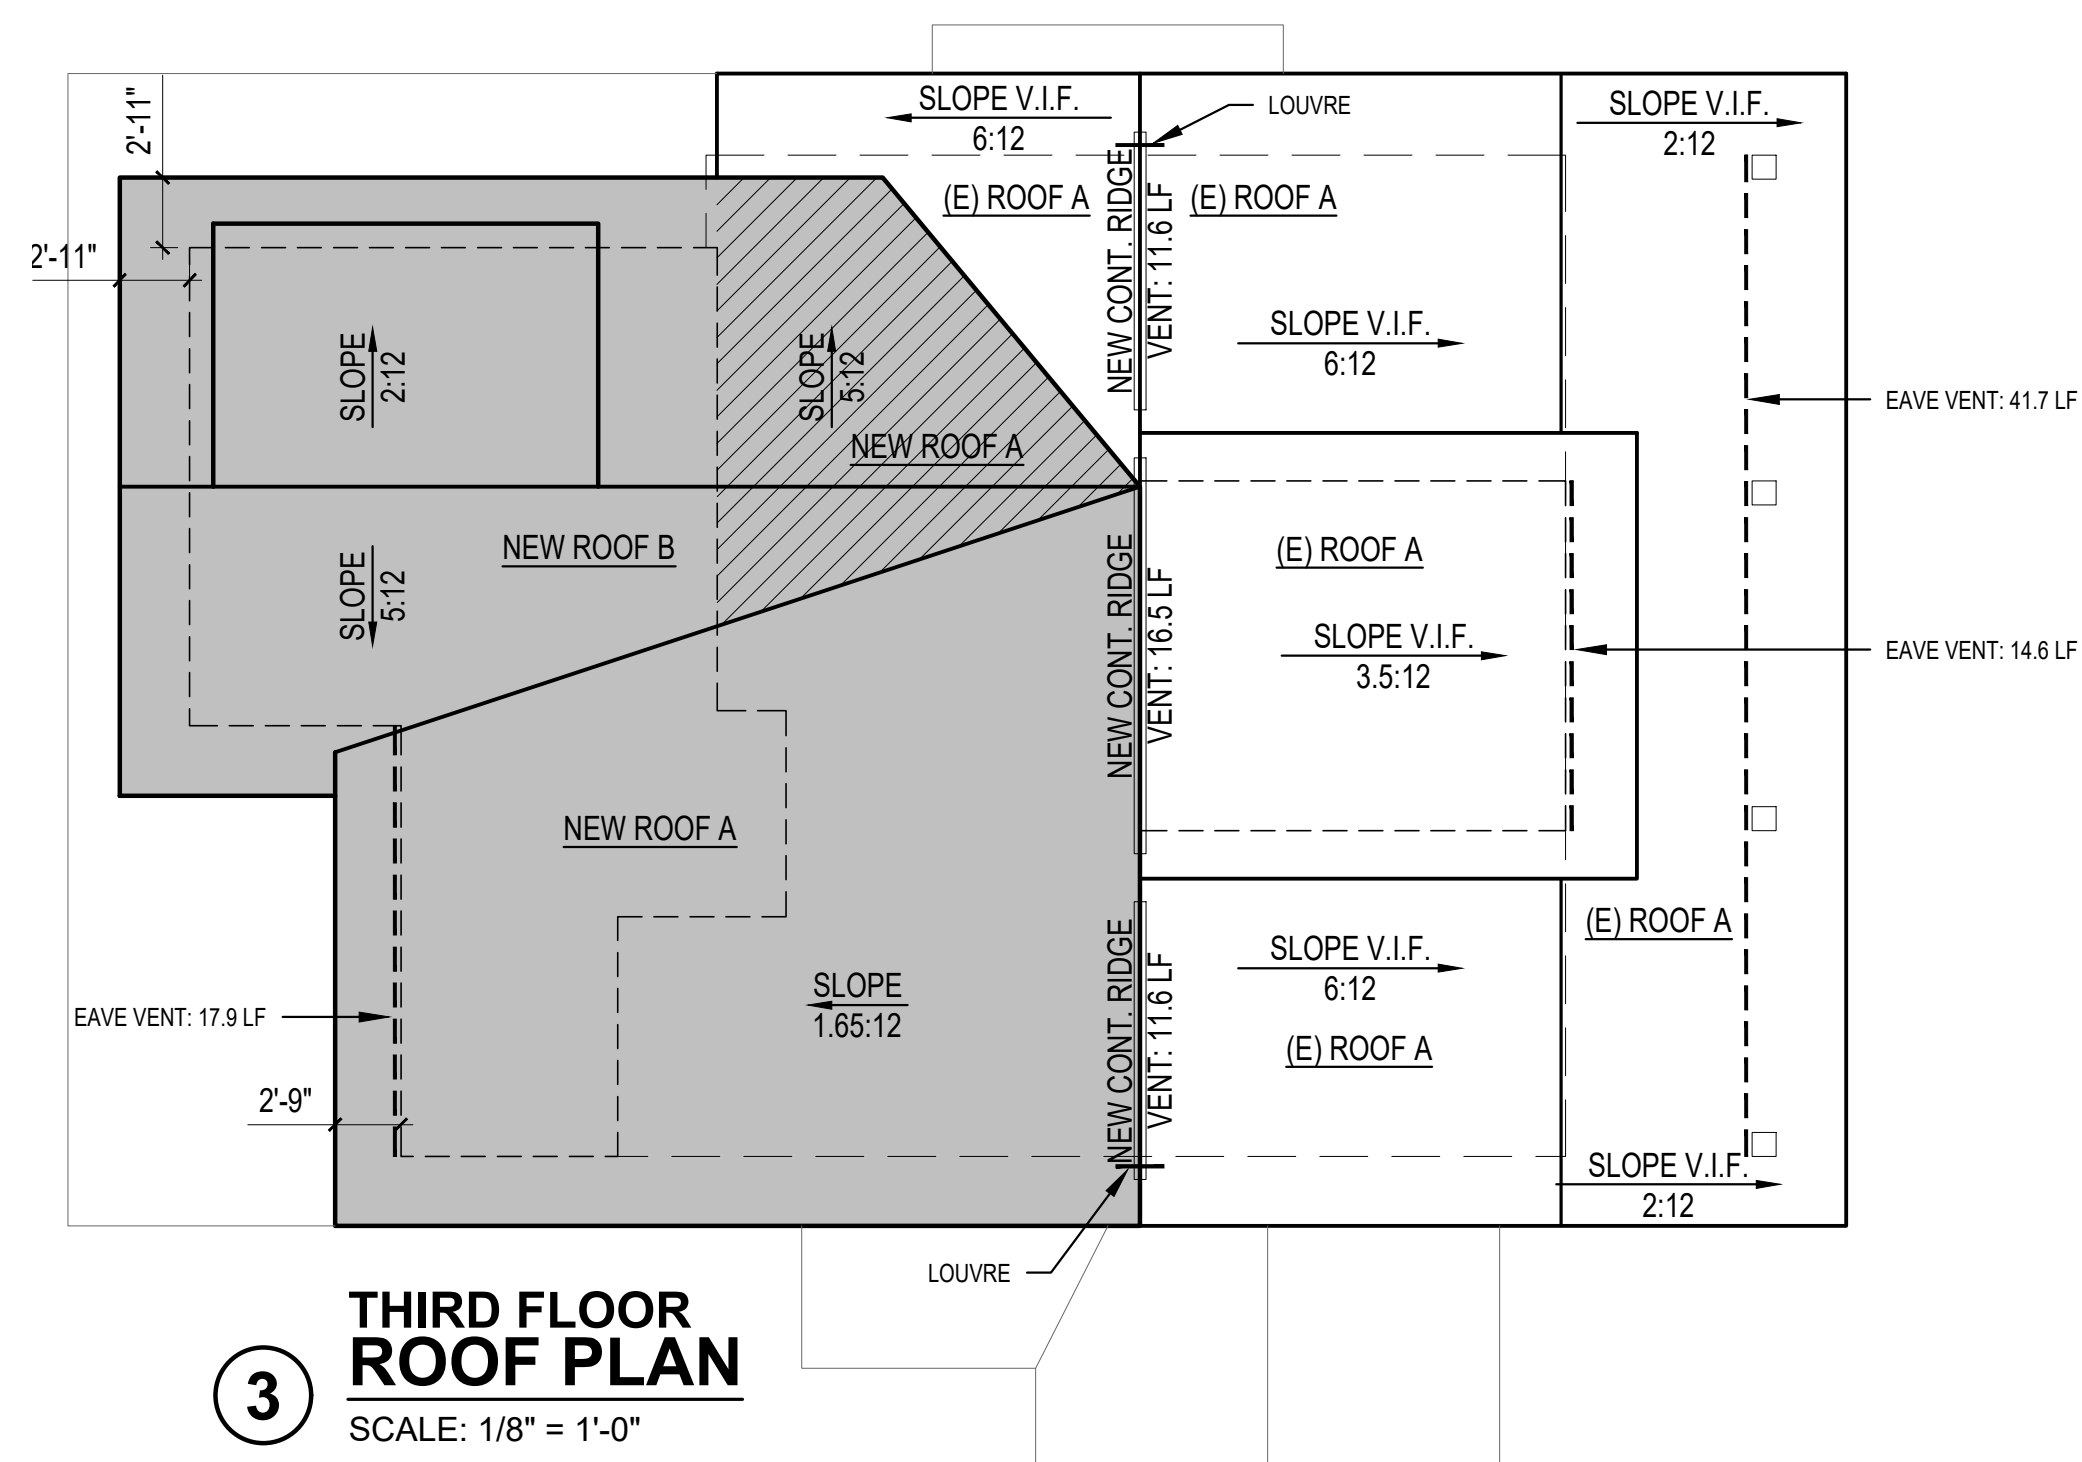 SLOPE V.I.F.
6:12
LOUVRE
SLOPE V.I.F.
2:12
2'-11"
2'-11"
(E) ROOF A
(E) ROOF A
NEW CONT. RIDGE
VENT: 11.6 LF
SLOPE V.I.F.
6:12
SLOPE
2:12
SLOPE
5:12
EAVE VENT: 41.7 LF
NEW ROOF A
NEW ROOF B
SLOPE
5:12
NEW CONT. RIDGE
VENT: 16.5 LF
(E) ROOF A
SLOPE V.I.F.
3.5:12
EAVE VENT: 14.6 LF
NEW ROOF A
(E) ROOF A
NEW CONT. RIDGE
VENT: 11.6 LF
SLOPE V.I.F.
6:12
(E) ROOF A
SLOPE
1.65:12
EAVE VENT: 17.9 LF
2'-9"
SLOPE V.I.F.
2:12
LOUVRE
3
THIRD FLOOR
ROOF PLAN
SCALE: 1/8" = 1'-0"